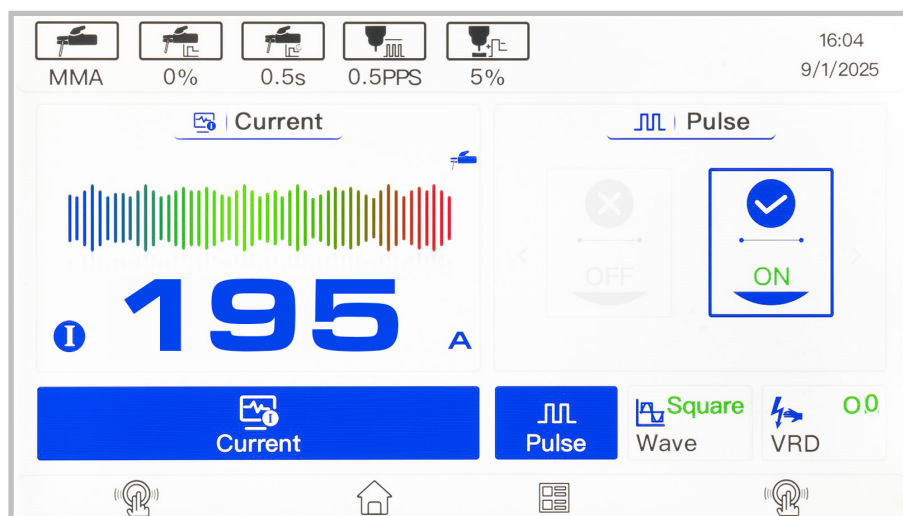 MMA 0% 0.5s 0.5PPS 5%
16:04
9/1/2025
Current
Pulse
OFF
ON
I 195 A
Current
Pulse
Square
Wave
VRD